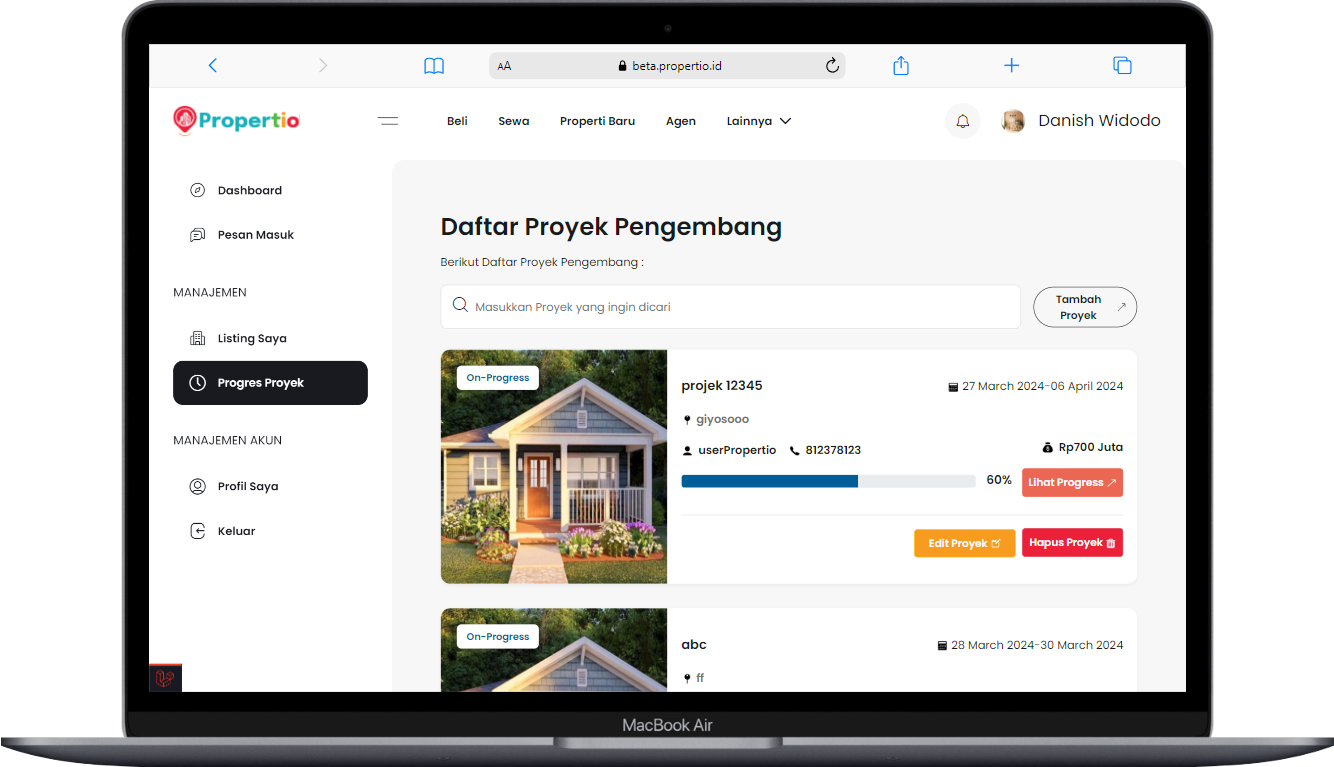 AA
beta.propertio.id
Propertio
Beli
Sewa
Properti Baru
Agen
Lainnya
Danish Widodo
Dashboard
Pesan Masuk
MANAJEMEN
Listing Saya
Progres Proyek
MANAJEMEN AKUN
Profil Saya
Keluar
Daftar Proyek Pengembang
Berikut Daftar Proyek Pengembang :
Masukkan Proyek yang ingin dicari
Tambah
Proyek
On-Progress
projek 12345
27 March 2024-06 April 2024
giyosooo
userPropertio
812378123
Rp700 Juta
60%
Lihat Progress
Edit Proyek
Hapus Proyek
On-Progress
abc
28 March 2024-30 March 2024
ff
MacBook Air